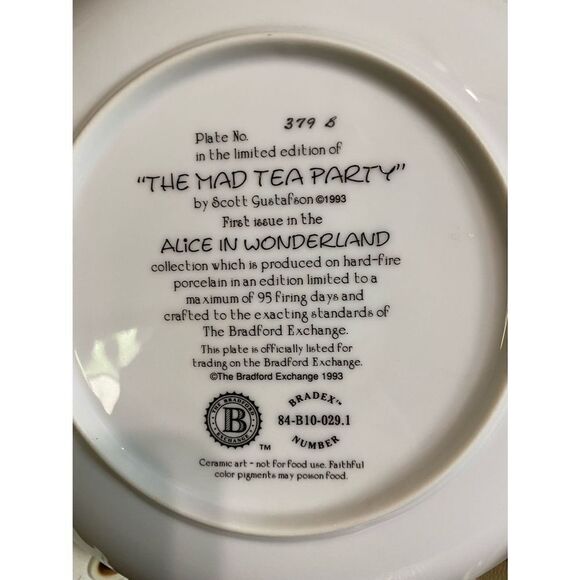 Plate No. 379 B
in the limited edition of
"THE MAD TEA PARTY"
by Scott Gustafson ©1993
First issue in the
ALiCE IN WONDERLAND
collection which is produced on hard-fire
porcelain in an edition limited to a
maximum of 95 firing days and
crafted to the exacting standards of
The Bradford Exchange.
This plate is officially listed for
trading on the Bradford Exchange.
©The Bradford Exchange 1993
THE BRADFORD
B
EXCHANGE
TM
BRADEX
84-B10-029.1
NUMBER
Ceramic art - not for food use. Faithful
color pigments may poison food.